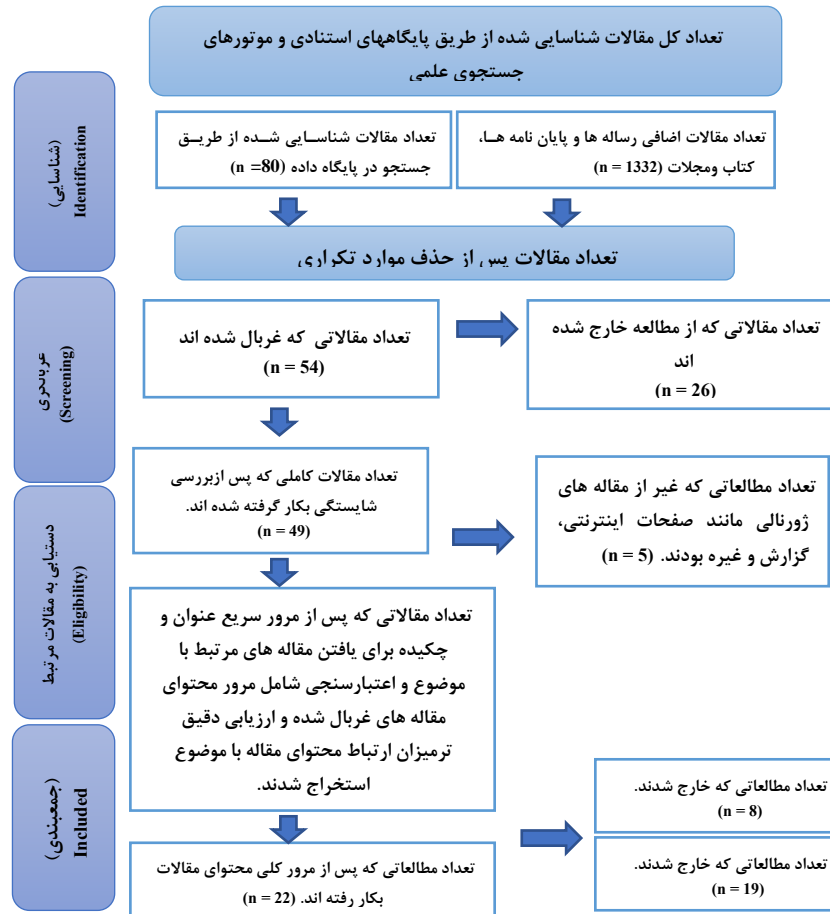 تعداد کل مقالات شناسایی شده از طریق پایگاههای استنادی و موتورهای
جستجوی علمی
(شناسایی)
Identification
تعداد مقالات اضافی رساله ها و پایان نامه ها،
کتاب ومجلات (n = 1332)
تعداد مقالات شناسایی شده از طریق
جستجو در پایگاه داده (n =80)
تعداد مقالات پس از حذف موارد تکراری
(Screening)
تعداد مقالاتی که غربال شده اند
(n = 54)
تعداد مقالاتی که از مطالعه خارج شده
اند
(n = 26)
دستیابی به مقالات مرتبط
(Eligibility)
تعداد مقالات کاملی که پس ازبررسی
شایستگی بکار گرفته شده اند.
(n = 49)
تعداد مطالعاتی که غیر از مقاله های
ژورنالی مانند صفحات اینترنتی،
گزارش و غیره بودند. (n = 5)
تعداد مقالاتی که پس از مرور سریع عنوان و
چکیده برای یافتن مقاله های مرتبط با
موضوع و اعتبارسنجی شامل مرور محتوای
مقاله های غربال شده و ارزیابی دقیق
ترمیزان ارتباط محتوای مقاله با موضوع
استخراج شدند.
(جمعبندی)
Included
تعداد مطالعاتی که خارج شدند.
(n = 8)
تعداد مطالعاتی که پس از مرور کلی محتوای مقالات
بکار رفته اند. (n = 22)
تعداد مطالعاتی که خارج شدند.
(n = 19)